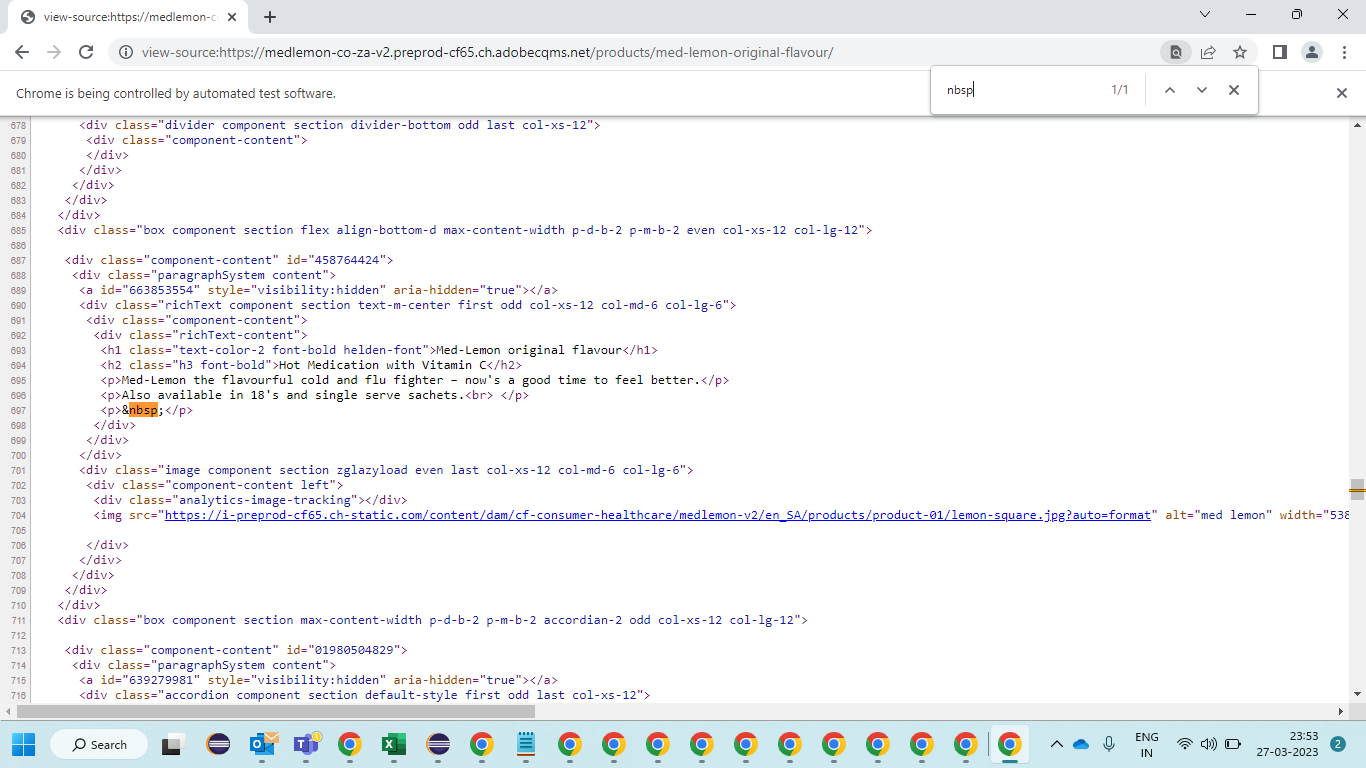 view-source:https://medlemon-c
view-source:https://medlemon-co-za-v2.preprod-cf65.ch.adobecqms.net/products/med-lemon-original-flavour/
nbsp 1/1
Chrome is being controlled by automated test software.
678 <div class="divider component section divider-bottom odd last col-xs-12">
679 <div class="component-content">
680 </div>
681 </div>
682 </div>
683 </div>
684 </div>
685 <div class="box component section flex align-bottom-d max-content-width p-d-b-2 p-m-b-2 even col-xs-12 col-lg-12">
686
687 <div class="component-content" id="458764424">
688 <div class="paragraphSystem content">
689 <a id="663853554" style="visibility:hidden" aria-hidden="true"></a>
690 <div class="richText component section text-m-center first odd col-xs-12 col-md-6 col-lg-6">
691 <div class="component-content">
692 <div class="richText-content">
693 <h1 class="text-color-2 font-bold helden-font">Med-Lemon original flavour</h1>
694 <h2 class="h3 font-bold">Hot Medication with Vitamin C</h2>
695 <p>Med-Lemon the flavourful cold and flu fighter – now's a good time to feel better.</p>
696 <p>Also available in 18's and single serve sachets.<br> </p>
697 <p>&nbsp;</p>
698 </div>
699 </div>
700 </div>
701 <div class="image component section zglazyload even last col-xs-12 col-md-6 col-lg-6">
702 <div class="component-content left">
703 <div class="analytics-image-tracking"></div>
704 <img src="https://i-preprod-cf65.ch-static.com/content/dam/cf-consumer-healthcare/medlemon-v2/en_SA/products/product-01/lemon-square.jpg?auto=format" alt="med lemon" width="538
705
706 </div>
707 </div>
708 </div>
709 </div>
710 </div>
711 <div class="box component section max-content-width p-d-b-2 p-m-b-2 accordian-2 odd col-xs-12 col-lg-12">
712
713 <div class="component-content" id="01980504829">
714 <div class="paragraphSystem content">
715 <a id="639279981" style="visibility:hidden" aria-hidden="true"></a>
716 <div class="accordion component section default-style first odd last col-xs-12">
Search
ENG
IN
23:53
27-03-2023
2